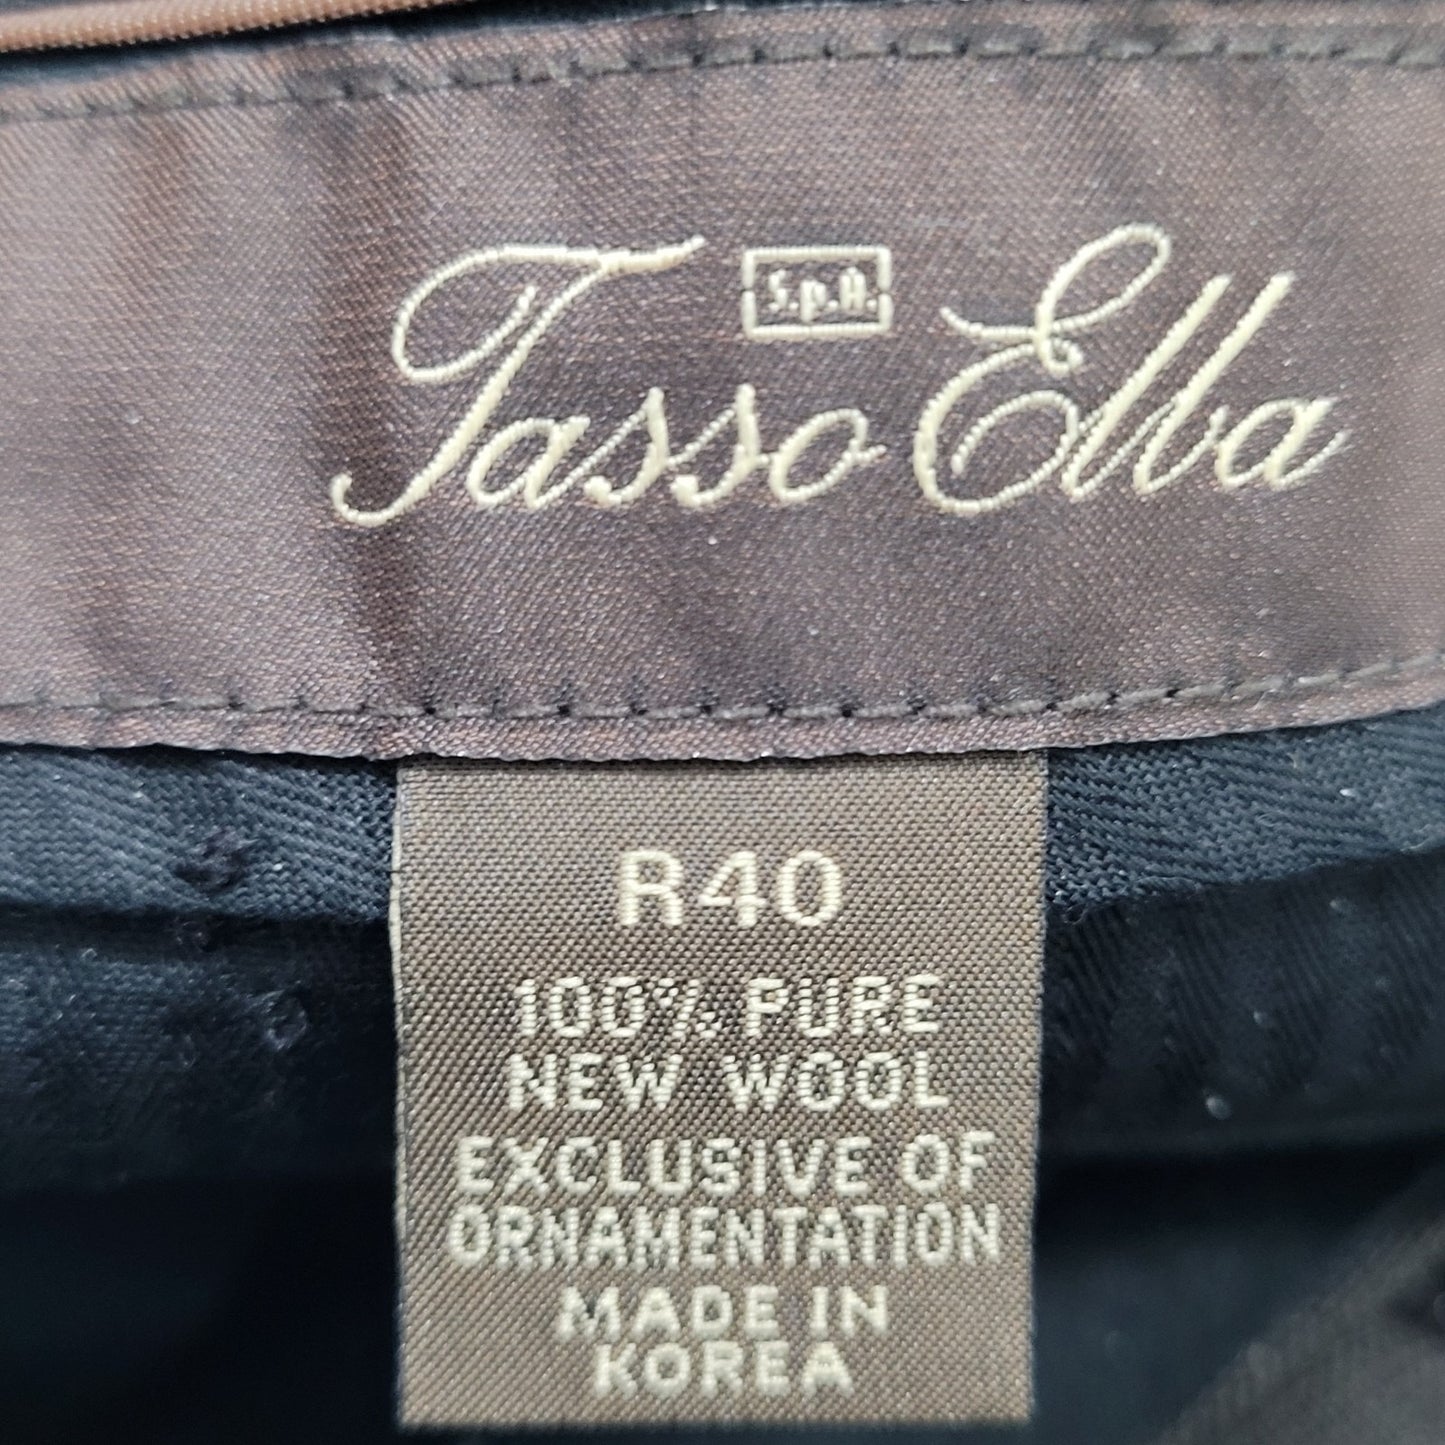 S.p.A.
Tasso Elba
R40
100% PURE
NEW WOOL
EXCLUSIVE OF
ORNAMENTATION
MADE IN
KOREA